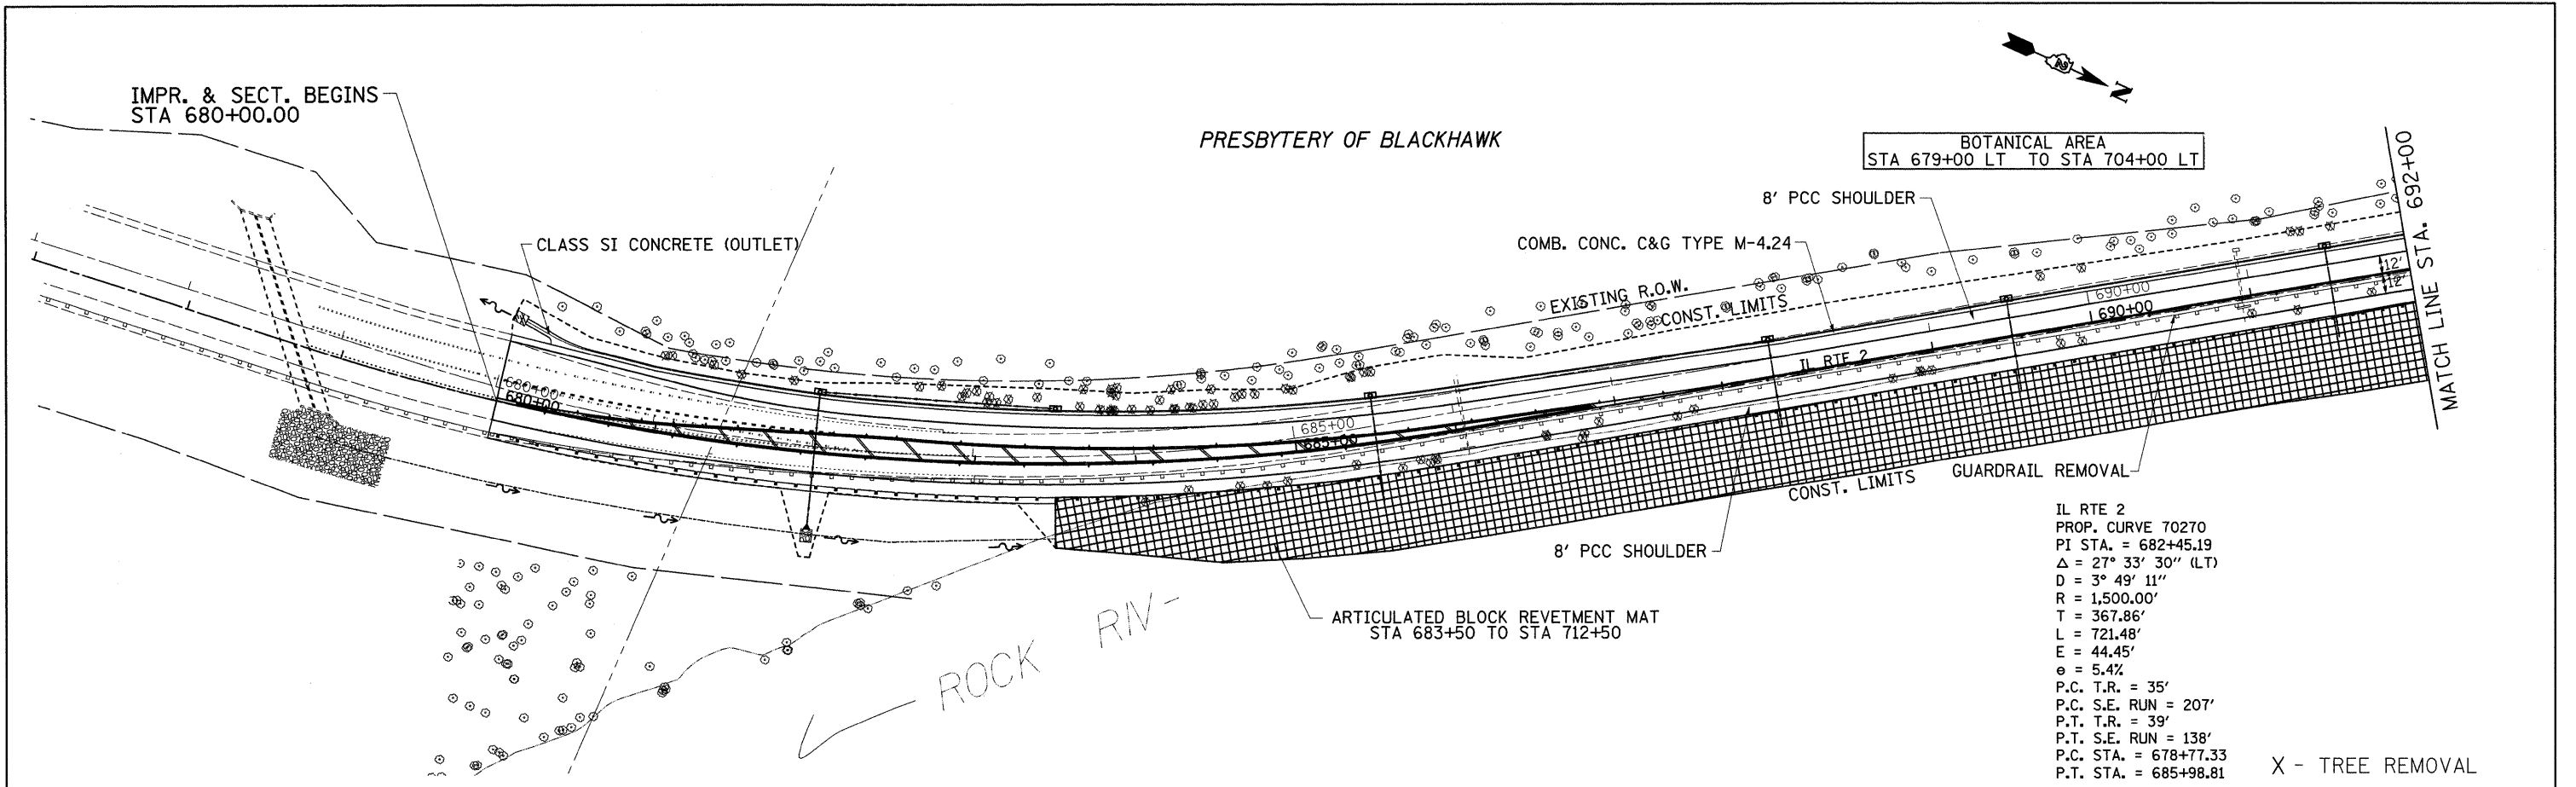 IMPR. & SECT. BEGINS
STA 680+00.00
PRESBYTERY OF BLACKHAWK
2
N
BOTANICAL AREA
STA 679+00 LT TO STA 704+00 LT
MATCH LINE STA. 692+00
8' PCC SHOULDER
COMB. CONC. C&G TYPE M-4.24
CLASS SI CONCRETE (OUTLET)
EXISTING R.O.W.
CONST. LIMITS
12'
12'
690+00
690+00
IL RTE 2
680+00
680+00
685+00
685+00
GUARDRAIL REMOVAL
CONST. LIMITS
8' PCC SHOULDER
ARTICULATED BLOCK REVETMENT MAT
STA 683+50 TO STA 712+50
ROCK RIV-
IL RTE 2
PROP. CURVE 70270
PI STA. = 682+45.19
Δ = 27° 33' 30" (LT)
D = 3° 49' 11"
R = 1,500.00'
T = 367.86'
L = 721.48'
E = 44.45'
e = 5.4%
P.C. T.R. = 35'
P.C. S.E. RUN = 207'
P.T. T.R. = 39'
P.T. S.E. RUN = 138'
P.C. STA. = 678+77.33
P.T. STA. = 685+98.81
X - TREE REMOVAL